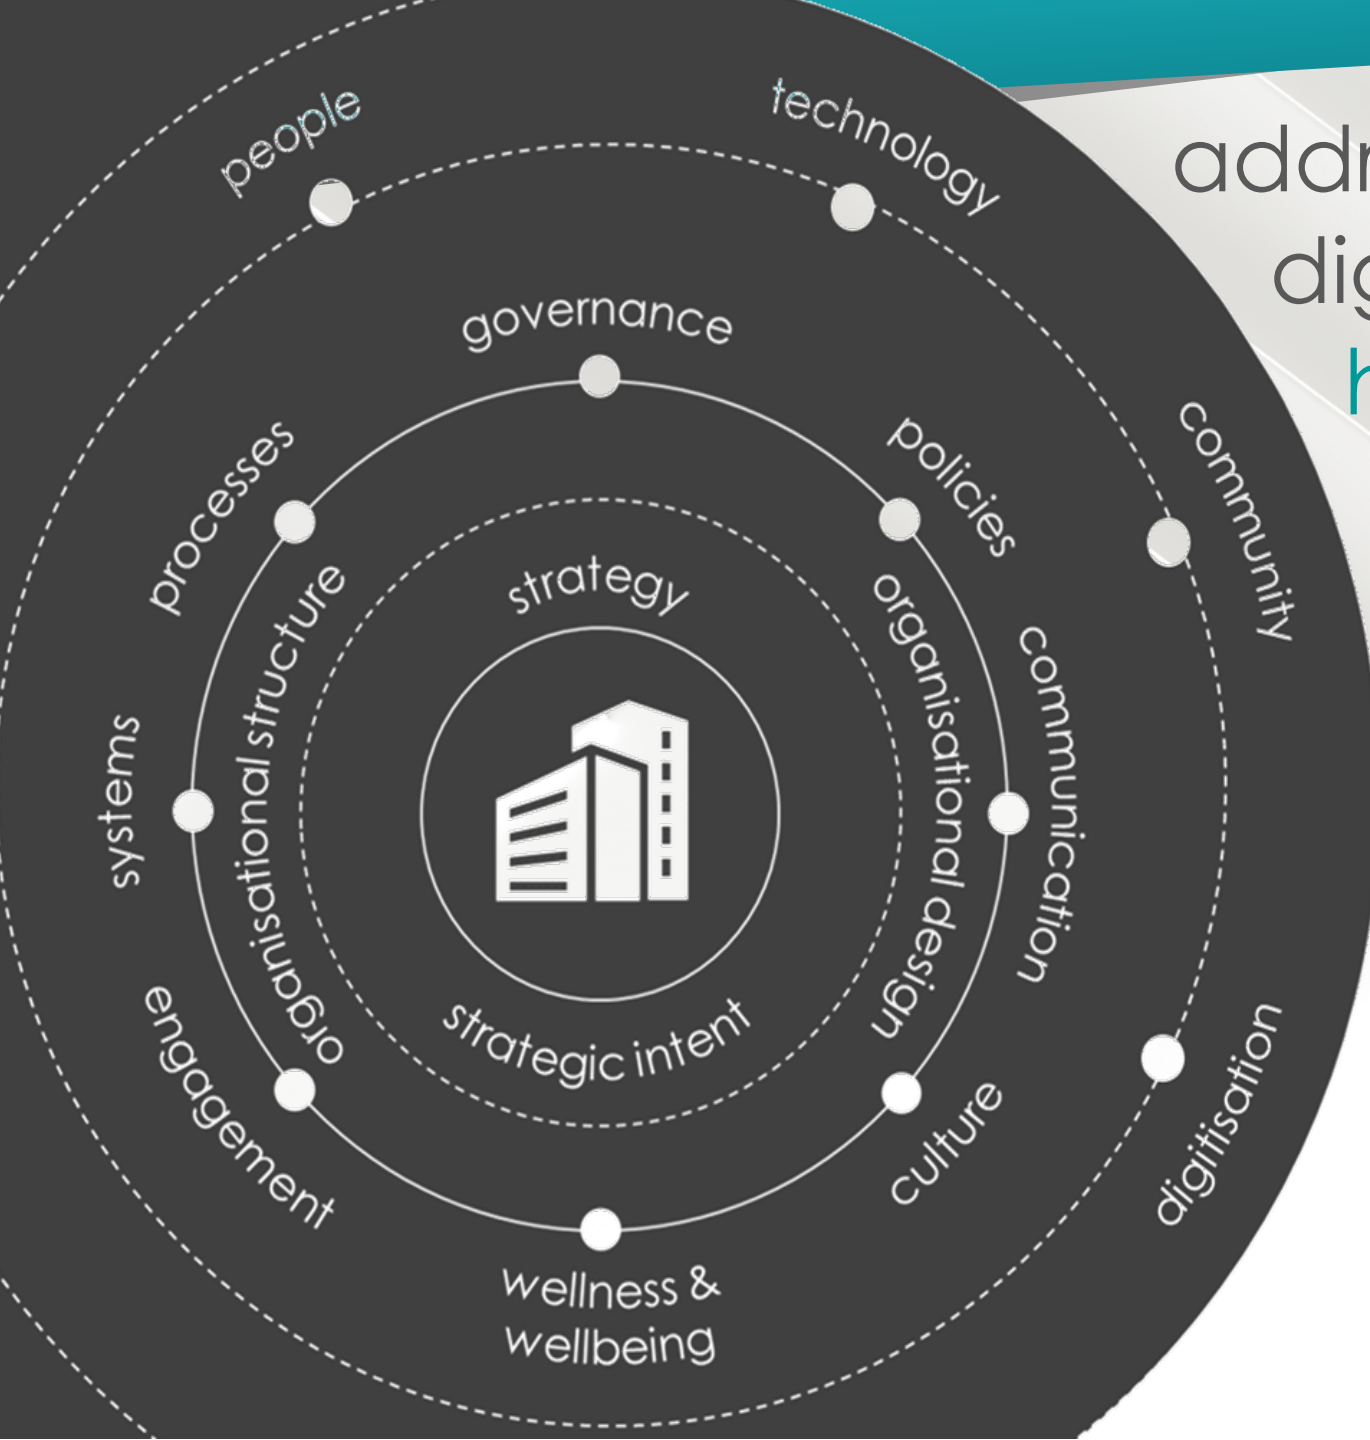 people
technology
addr
dig
h
governance
community
processes
policies
strategy
organisational structure
organisational design
communication
systems
strategic intent
engagement
culture
digitisation
wellness &
wellbeing